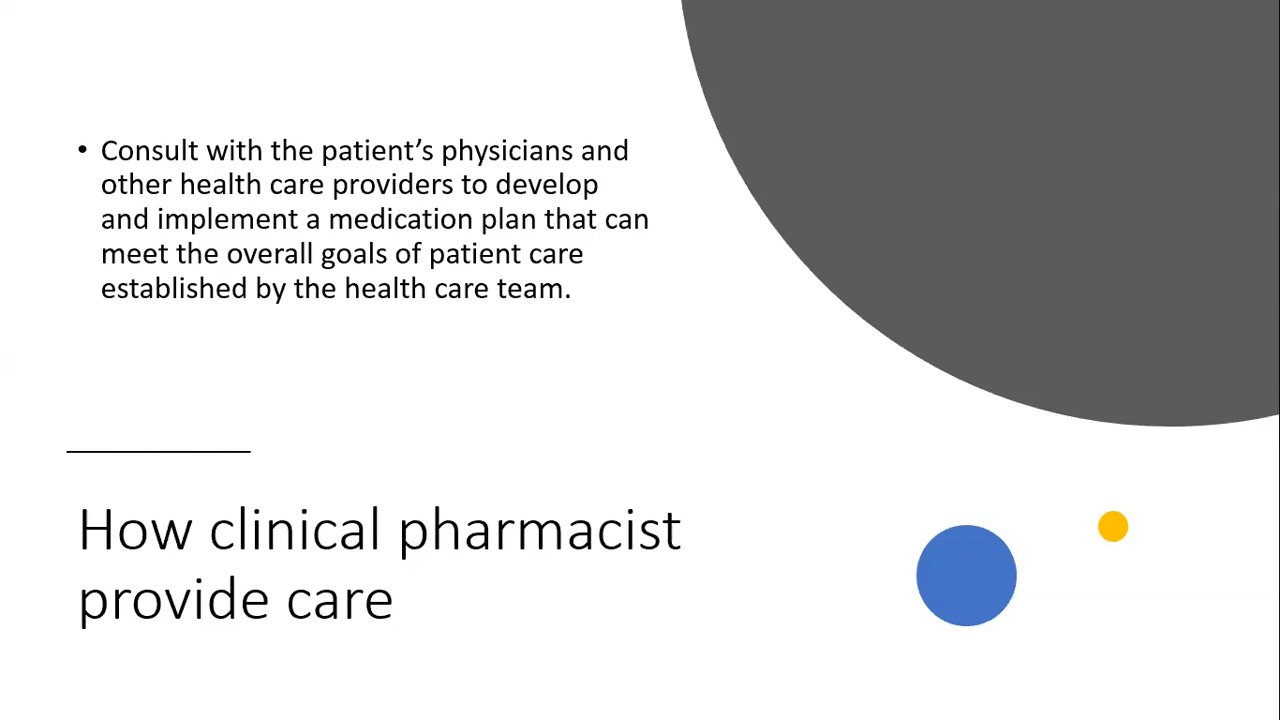 • Consult with the patient’s physicians and
other health care providers to develop
and implement a medication plan that can
meet the overall goals of patient care
established by the health care team.
How clinical pharmacist
provide care